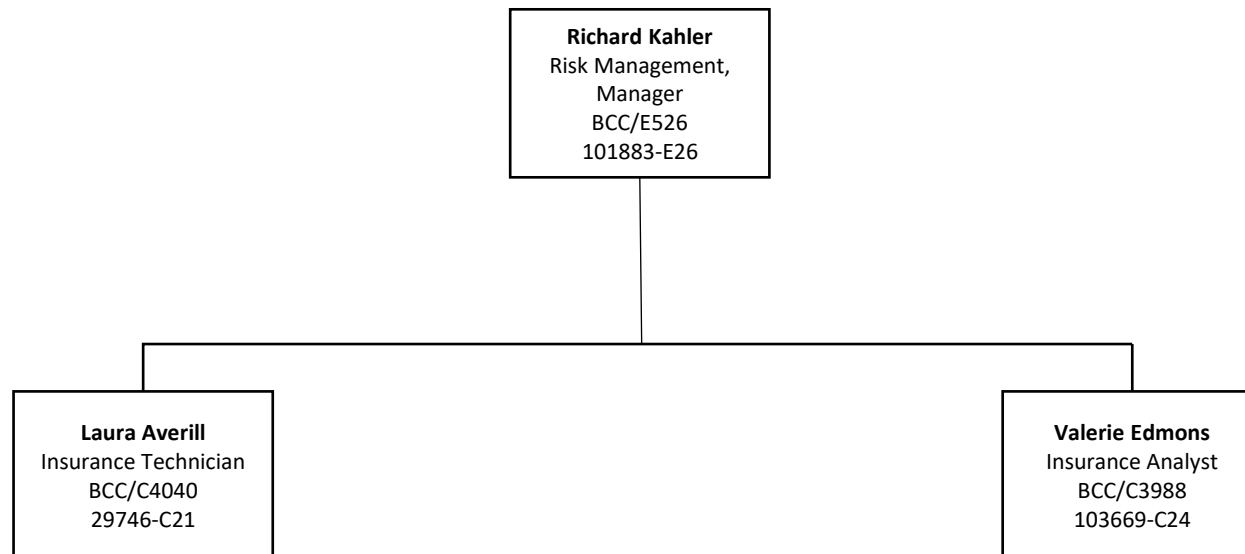 Richard Kahler
Risk Management,
Manager
BCC/E526
101883-E26
Laura Averill
Insurance Technician
BCC/C4040
29746-C21
Valerie Edmons
Insurance Analyst
BCC/C3988
103669-C24